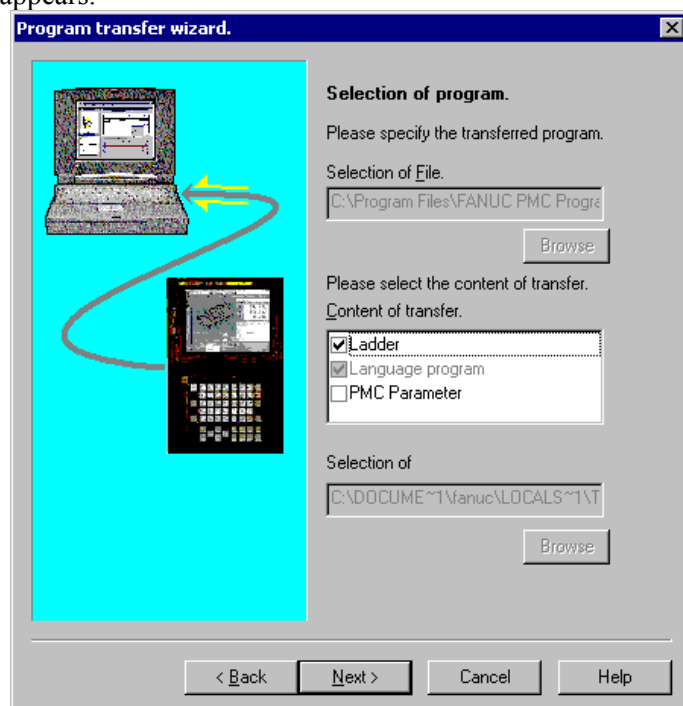 appears.
Program transfer wizard.
Selection of program.
Please specify the transferred program.
Selection of File.
C:\Program Files\FANUC PMC Progra
Browse
Please select the content of transfer.
Content of transfer.
Ladder
Language program
PMC Parameter
Selection of
C:\DOCUME~1\fanuc\LOCALS~1\T
Browse
< Back Next > Cancel Help